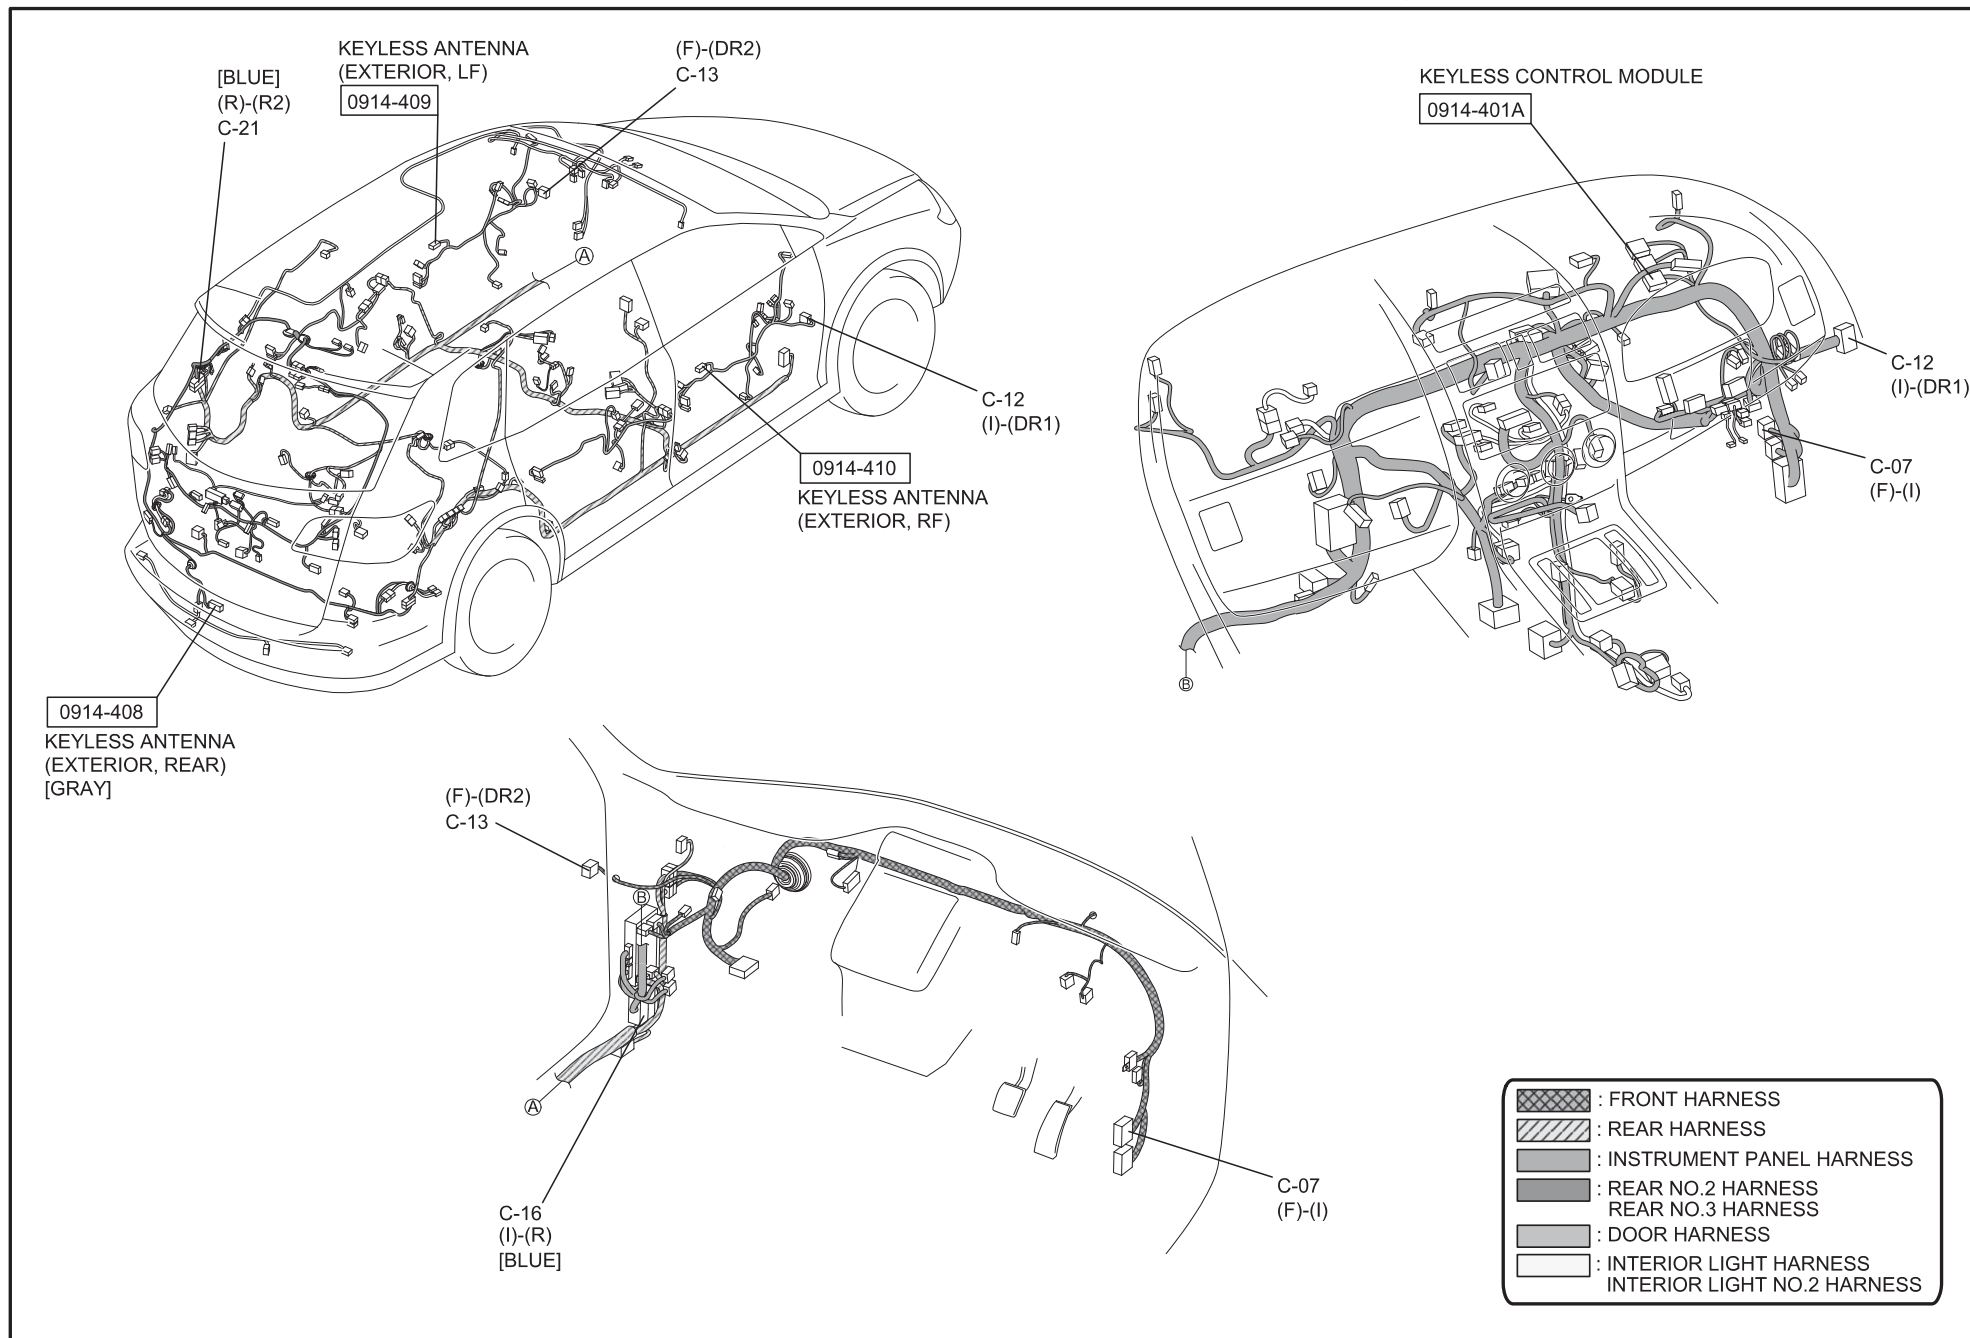 KEYLESS ANTENNA
(EXTERIOR, LF)
0914-409
(F)-(DR2)
C-13
[BLUE]
(R)-(R2)
C-21
A
C-12
(I)-(DR1)
0914-410
KEYLESS ANTENNA
(EXTERIOR, RF)
0914-408
KEYLESS ANTENNA
(EXTERIOR, REAR)
[GRAY]
KEYLESS CONTROL MODULE
0914-401A
C-12
(I)-(DR1)
C-07
(F)-(I)
B
(F)-(DR2)
C-13
B
A
C-16
(I)-(R)
[BLUE]
C-07
(F)-(I)
: FRONT HARNESS
: REAR HARNESS
: INSTRUMENT PANEL HARNESS
: REAR NO.2 HARNESS
REAR NO.3 HARNESS
: DOOR HARNESS
: INTERIOR LIGHT HARNESS
INTERIOR LIGHT NO.2 HARNESS